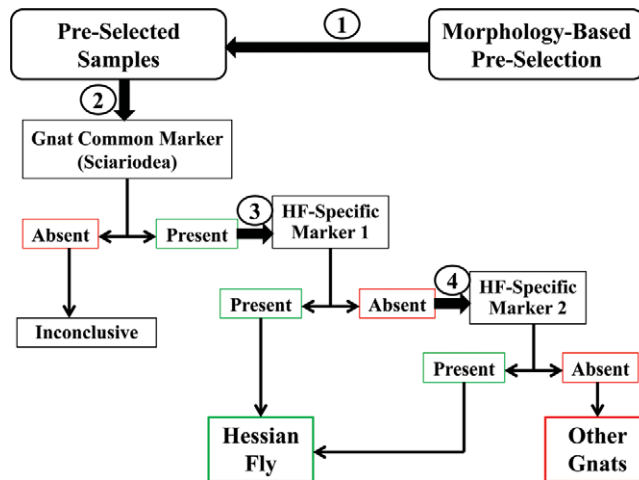 Pre-Selected
Samples
1
Morphology-Based
Pre-Selection
2
Gnat Common Marker
(Sciariodea)
Absent
Present
3
HF-Specific
Marker 1
Inconclusive
Present
Absent
4
HF-Specific
Marker 2
Present
Absent
Hessian
Fly
Other
Gnats